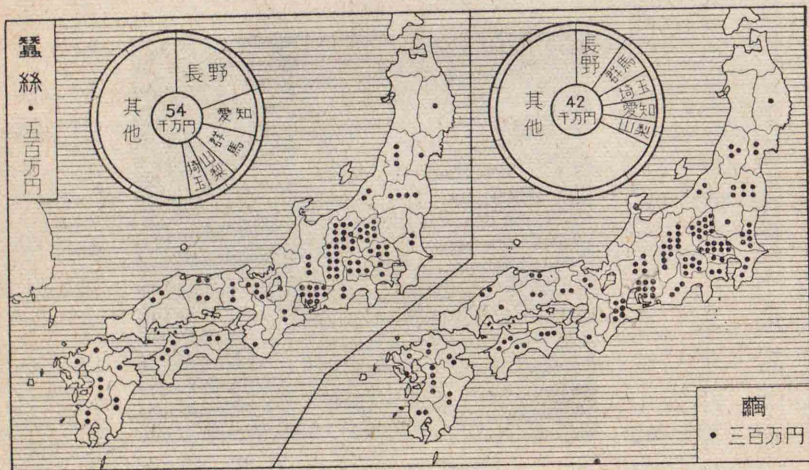 蠶絲・五百万円
長野
愛知
群馬
山梨
埼玉
其他
54
千万円
長野
群馬
埼玉
愛知
山梨
其他
42
千万円
繭
・三百万円